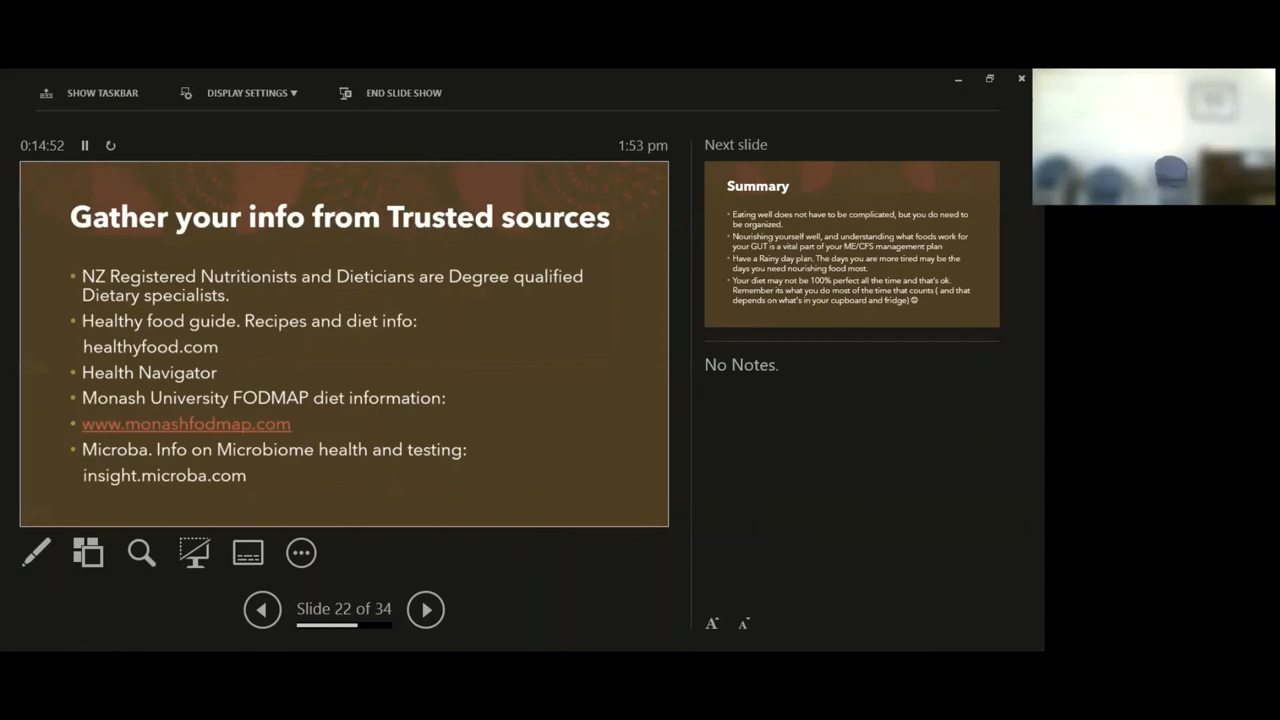 SHOW TASKBAR
DISPLAY SETTINGS ▼
END SLIDE SHOW
0:14:52
1:53 pm
Gather your info from Trusted sources
• NZ Registered Nutritionists and Dieticians are Degree qualified
Dietary specialists.
• Healthy food guide. Recipes and diet info:
healthyfood.com
• Health Navigator
• Monash University FODMAP diet information:
• www.monashfodmap.com
• Microba. Info on Microbiome health and testing:
insight.microba.com
Slide 22 of 34
Next slide
Summary
• Eating well does not have to be complicated, but you do need to
be organized.
• Nourishing yourself well, and understanding what foods work for
your GUT is a vital part of your ME/CFS management plan
• Have a Rainy day plan. The days you are more tired may be the
days you need nourishing food most.
• Your diet may not be 100% perfect all the time and that's ok.
Remember its what you do most of the time that counts ( and that
depends on what's in your cupboard and fridge)☺
No Notes.
A A